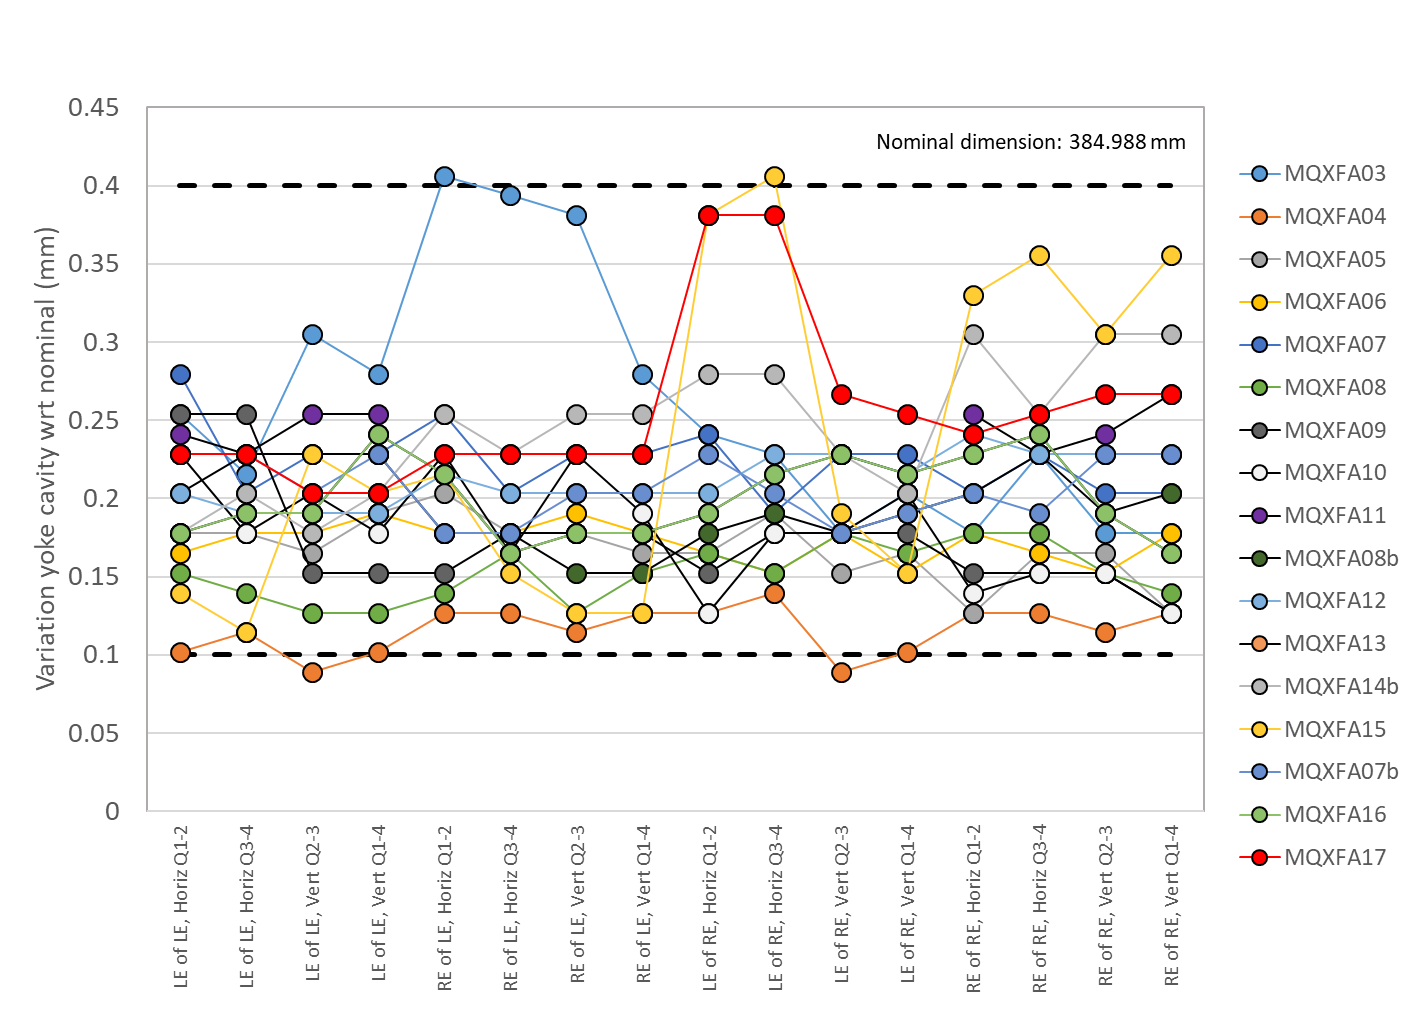 Nominal dimension: 384.988 mm
Variation yoke cavity wrt nominal (mm)
0.45
0.4
0.35
0.3
0.25
0.2
0.15
0.1
0.05
0
LE of LE, Horiz Q1-2
LE of LE, Horiz Q3-4
LE of LE, Vert Q2-3
LE of LE, Vert Q1-4
RE of LE, Horiz Q1-2
RE of LE, Horiz Q3-4
RE of LE, Vert Q2-3
RE of LE, Vert Q1-4
LE of RE, Horiz Q1-2
LE of RE, Horiz Q3-4
LE of RE, Vert Q2-3
LE of RE, Vert Q1-4
RE of RE, Horiz Q1-2
RE of RE, Horiz Q3-4
RE of RE, Vert Q2-3
RE of RE, Vert Q1-4
MQXFA03
MQXFA04
MQXFA05
MQXFA06
MQXFA07
MQXFA08
MQXFA09
MQXFA10
MQXFA11
MQXFA08b
MQXFA12
MQXFA13
MQXFA14b
MQXFA15
MQXFA07b
MQXFA16
MQXFA17